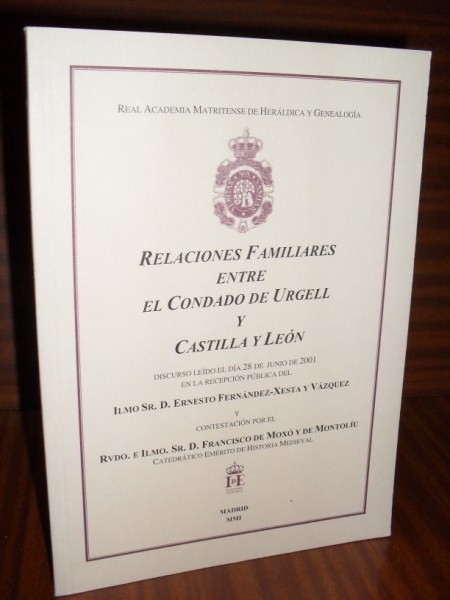 REAL ACADEMIA MATRITENSE DE HERÁLDICA Y GENEALOGÍA
RELACIONES FAMILIARES
ENTRE
EL CONDADO DE URGELL
Y
CASTILLA Y LEÓN
DISCURSO LEÍDO EL DÍA 28 DE JUNIO DE 2001
EN LA RECEPCIÓN PÚBLICA DEL
ILMO SR. D. ERNESTO FERNÁNDEZ-XESTA Y VÁZQUEZ
Y
CONTESTACIÓN POR EL
RVDO. E ILMO. SR. D. FRANCISCO DE MOXÓ Y DE MONTOLÍU
CATEDRÁTICO EMÉRITO DE HISTORIA MEDIEVAL
MADRID
MMI